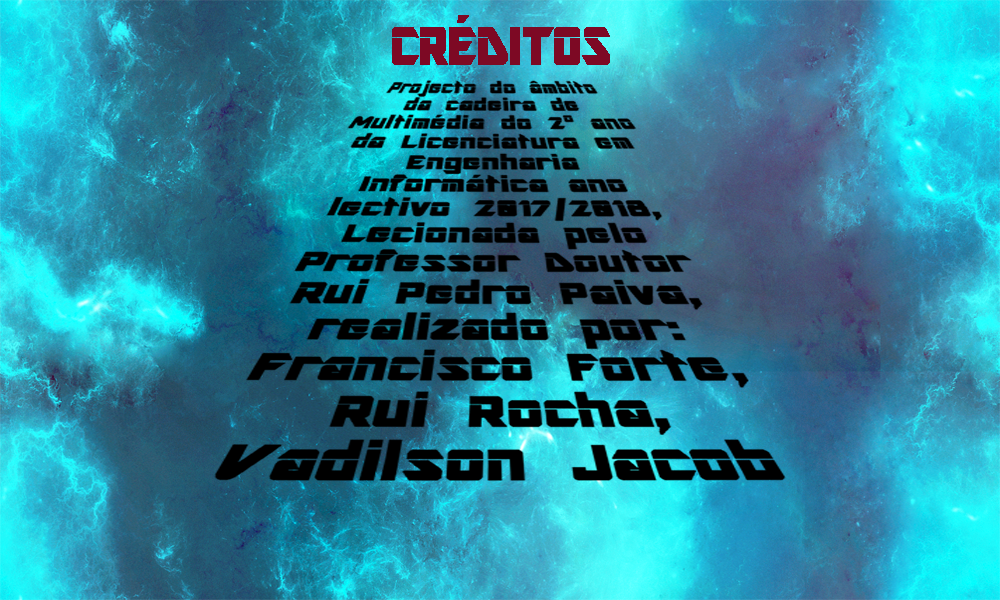 CRÉDITOS
Projecto do âmbito
da cadeira de
Multimédia do 2º ano
da Licenciatura em
Engenharia
Informática ano
lectivo 2017/2018,
Lecionada pelo
Professor Doutor
Rui Pedro Paiva,
realizado por:
Francisco Forte,
Rui Rocha,
Vadilson Jacob